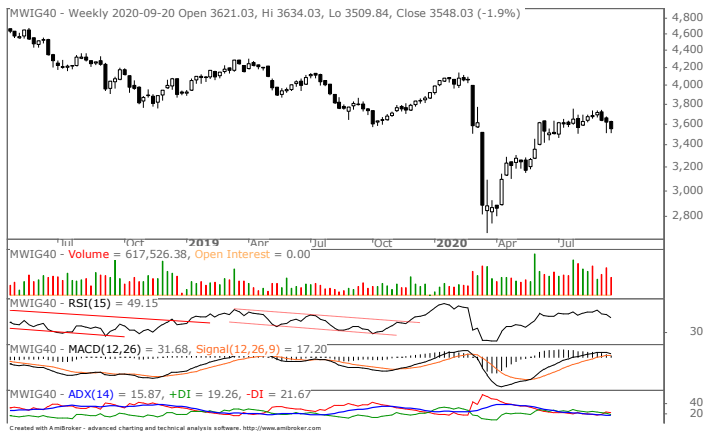 MWIG40 - Weekly 2020-09-20 Open 3621.03, Hi 3634.03, Lo 3509.84, Close 3548.03 (-1.9%)
4,800
4,600
4,400
4,200
4,000
3,800
3,600
3,400
3,200
3,000
2,800
Jul Oct 2019 Apr Jul Oct 2020 Apr Jul
MWIG40 - Volume = 617,526.38, Open Interest = 0.00
MWIG40 - RSI(15) = 49.15
30
MWIG40 - MACD(12,26) = 31.68, Signal(12,26,9) = 17.20
MWIG40 - ADX(14) = 15.87, +DI = 19.26, -DI = 21.67
40
20
Created with AmiBroker - advanced charting and technical analysis software. http://www.amibroker.com